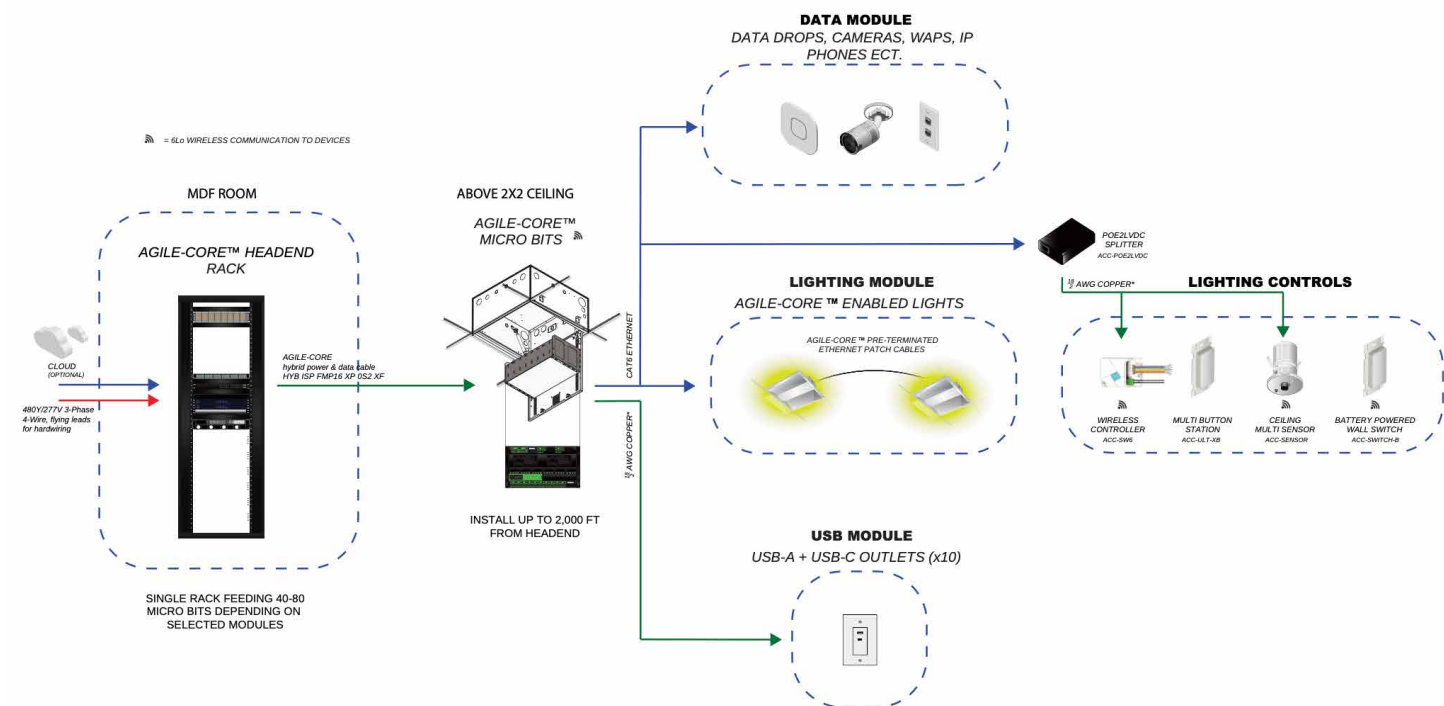 DATA MODULE
DATA DROPS, CAMERAS, WAPS, IP
PHONES ECT.
= 6Lo WIRELESS COMMUNICATION TO DEVICES
MDF ROOM
AGILE-CORE™ HEADEND
RACK
CLOUD
(OPTIONAL)
480Y/277V 3-Phase
4-Wire, flying leads
for hardwiring
AGILE-CORE
hybrid power & data cable
HYB ISP FMP16 XP 0S2 XF
SINGLE RACK FEEDING 40-80
MICRO BITS DEPENDING ON
SELECTED MODULES
ABOVE 2X2 CEILING
AGILE-CORE™
MICRO BITS
INSTALL UP TO 2,000 FT
FROM HEADEND
CAT6 ETHERNET
18/2 AWG COPPER*
LIGHTING MODULE
AGILE-CORE ™ ENABLED LIGHTS
AGILE-CORE™ PRE-TERMINATED
ETHERNET PATCH CABLES
USB MODULE
USB-A + USB-C OUTLETS (x10)
POE2LVDC
SPLITTER
ACC-POE2LVDC
18/2 AWG COPPER*
LIGHTING CONTROLS
WIRELESS
CONTROLLER
ACC-SW6
MULTI BUTTON
STATION
ACC-ULT-XB
CEILING
MULTI SENSOR
ACC-SENSOR
BATTERY POWERED
WALL SWITCH
ACC-SWITCH-B